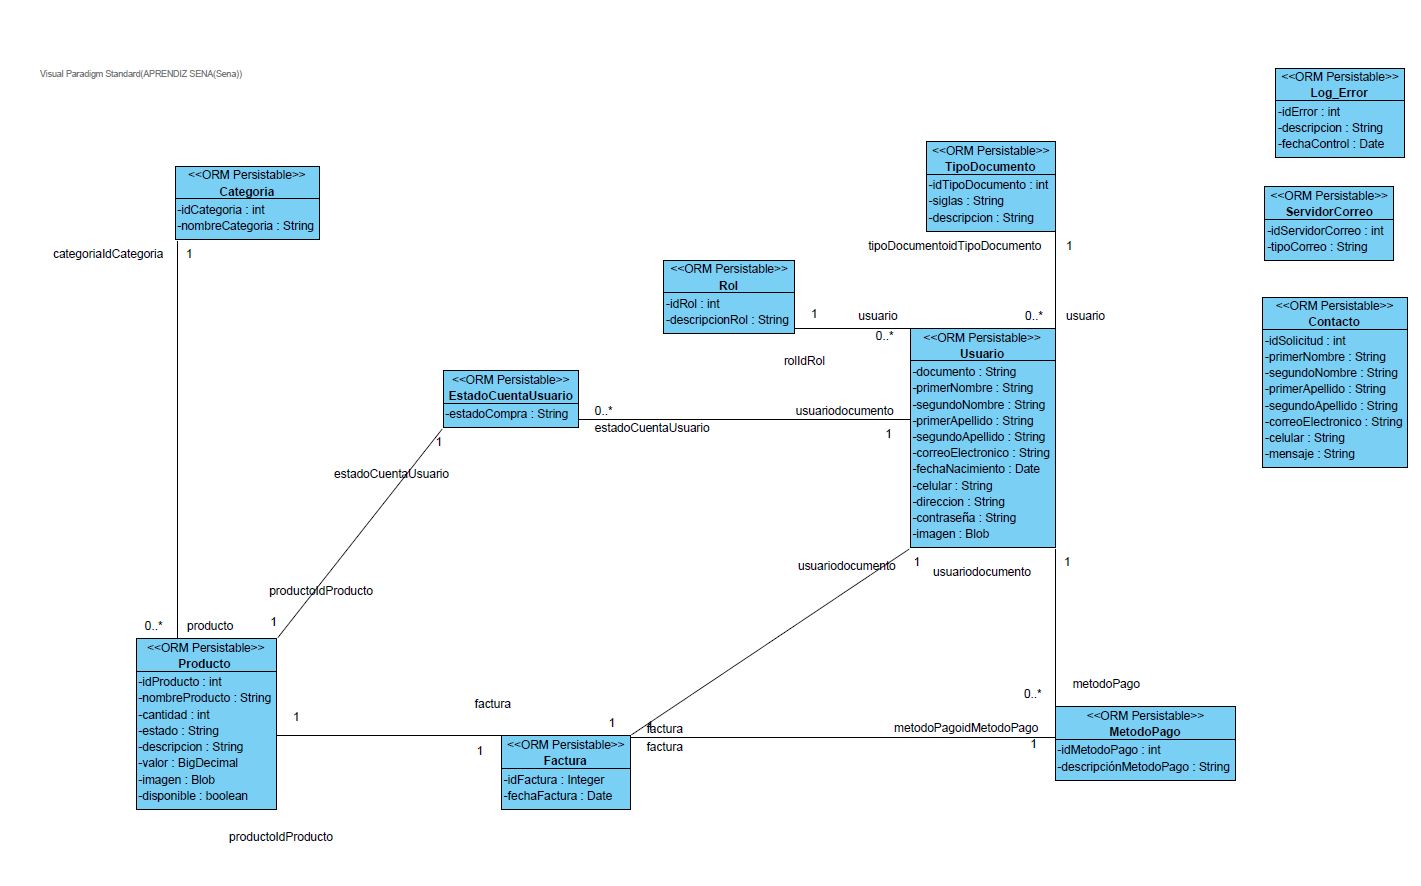 Visual Paradigm Standard(APRENDIZ SENA(Sena))
<<ORM Persistable>>
Log_Error
-idError : int
-descripcion : String
-fechaControl : Date
<<ORM Persistable>>
TipoDocumento
-idTipoDocumento : int
-siglas : String
-descripcion : String
<<ORM Persistable>>
Categoria
-idCategoria : int
-nombreCategoria : String
<<ORM Persistable>>
ServidorCorreo
-idServidorCorreo : int
-tipoCorreo : String
categoriaIdCategoria
1
tipoDocumentoidTipoDocumento
1
<<ORM Persistable>>
Rol
-idRol : int
-descripcionRol : String
1
usuario
0..*
0..*
usuario
rolIdRol
<<ORM Persistable>>
Contacto
-idSolicitud : int
-primerNombre : String
-segundoNombre : String
-primerApellido : String
-segundoApellido : String
-correoElectronico : String
-celular : String
-mensaje : String
<<ORM Persistable>>
Usuario
-documento : String
-primerNombre : String
-segundoNombre : String
-primerApellido : String
-segundoApellido : String
-correoElectronico : String
-fechaNacimiento : Date
-celular : String
-direccion : String
-contraseña : String
-imagen : Blob
<<ORM Persistable>>
EstadoCuentaUsuario
-estadoCompra : String
0..*
estadoCuentaUsuario
usuariodocumento
1
1
estadoCuentaUsuario
productoIdProducto
1
usuariodocumento
1
usuariodocumento
1
0..*
producto
<<ORM Persistable>>
Producto
-idProducto : int
-nombreProducto : String
-cantidad : int
-estado : String
-descripcion : String
-valor : BigDecimal
-imagen : Blob
-disponible : boolean
1
factura
1
1
1
factura
factura
0..*
metodoPago
metodoPagoidMetodoPago
1
<<ORM Persistable>>
Factura
-idFactura : Integer
-fechaFactura : Date
<<ORM Persistable>>
MetodoPago
-idMetodoPago : int
-descripciónMetodoPago : String
productoIdProducto